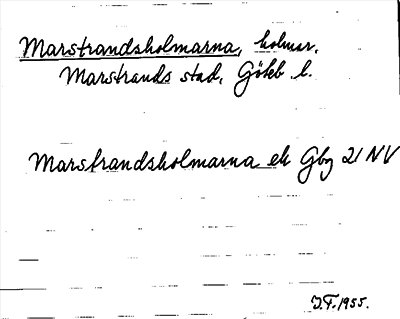 Marstrandsholmarna, holmar.
Marstrands stad, Göteb l.
Marstrandsholmarna ek Gbg 21 NV
J.F. 1955.